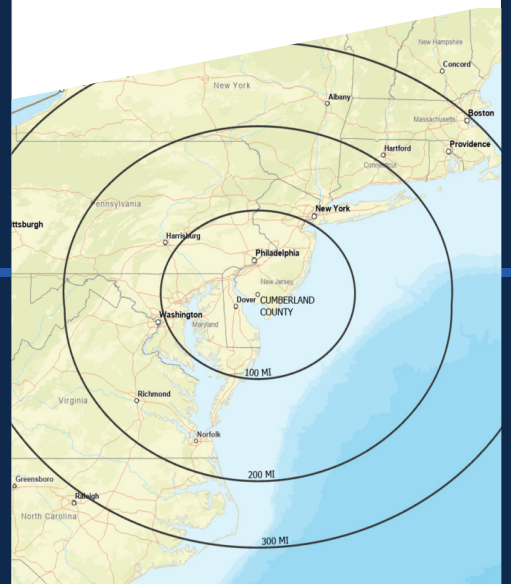 New Hampshire
Concord
New York
Albany
Boston
Massachusetts
Hartford
Providence
Connecticut
Pennsylvania
New York
ttsburgh
Harrisburg
Philadelphia
New Jersey
Dover
CUMBERLAND
COUNTY
Washington
Maryland
100 MI
Richmond
Virginia
Norfolk
200 MI
Greensboro
Raleigh
North Carolina
300 MI